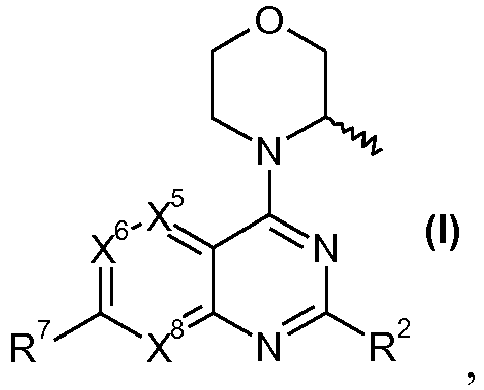 O
N
X⁵
X⁶
N
(I)
R⁷
X⁸
N
R²
,